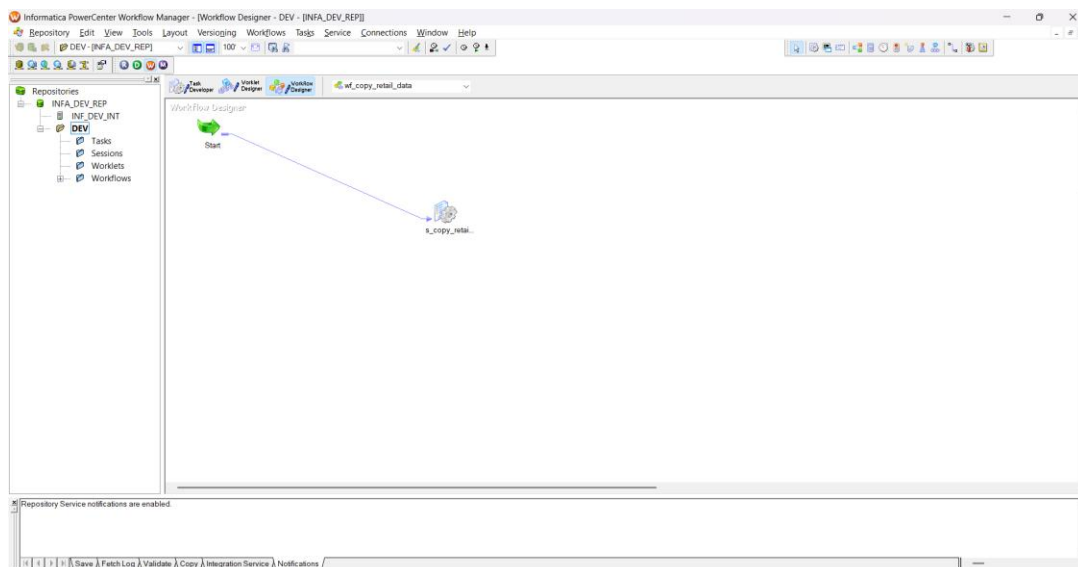 Informatica PowerCenter Workflow Manager - [Workflow Designer - DEV - [INFA_DEV_REP]]
Repository Edit View Tools Layout Versioning Workflows Tasks Service Connections Window Help
DEV - [INFA_DEV_REP] 100
Task Developer
Worklet Designer
Workflow Designer
wf_copy_retail_data
Repositories
INFA_DEV_REP
INF_DEV_INT
DEV
Tasks
Sessions
Worklets
Workflows
Workflow Designer
Start
s_copy_retai...
Repository Service notifications are enabled.
Save Fetch Log Validate Copy Integration Service Notifications